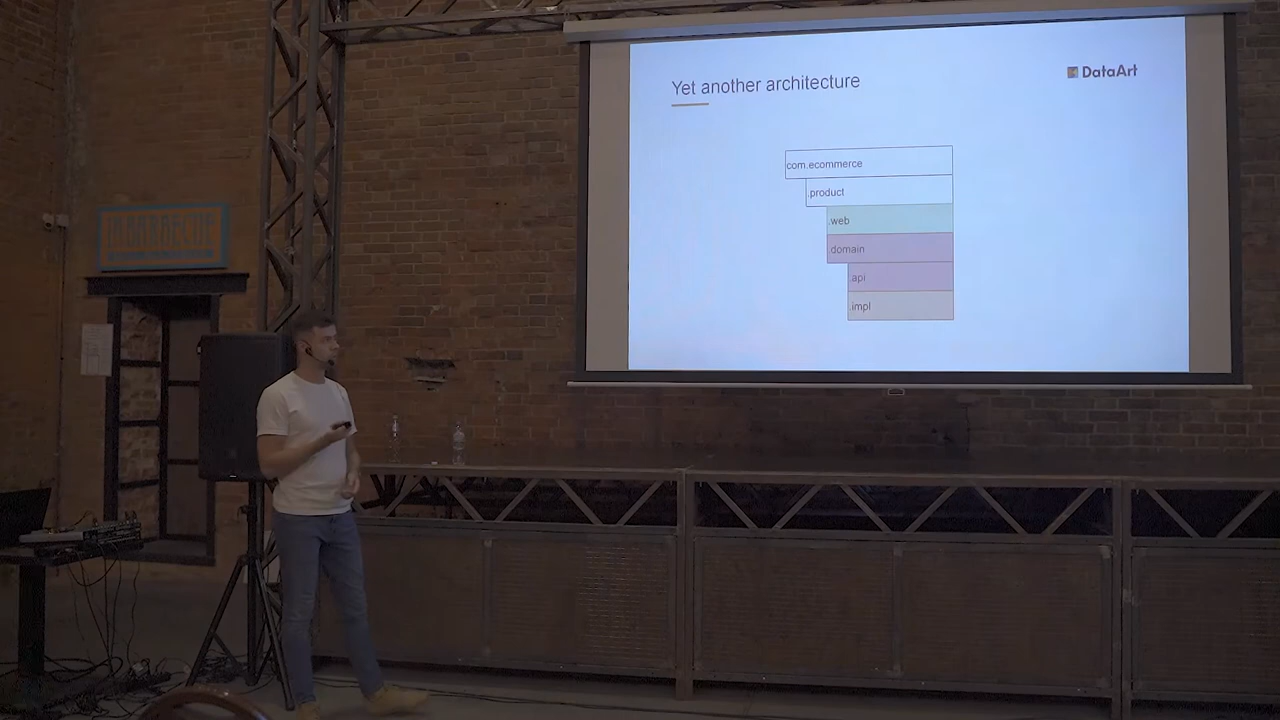 Yet another architecture
DataArt
com.ecommerce
.product
.web
domain
api
.impl